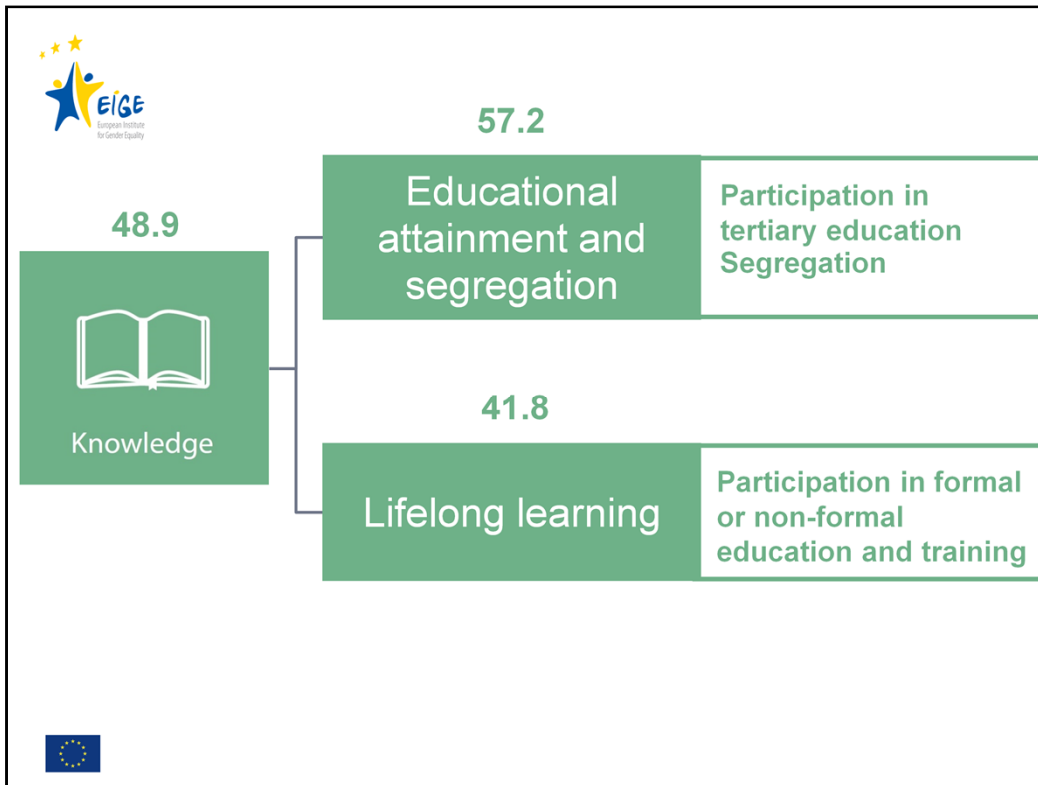 EIGE
European Institute
for Gender Equality
48.9
Knowledge
57.2
Educational
attainment and
segregation
Participation in
tertiary education
Segregation
41.8
Lifelong learning
Participation in formal
or non-formal
education and training